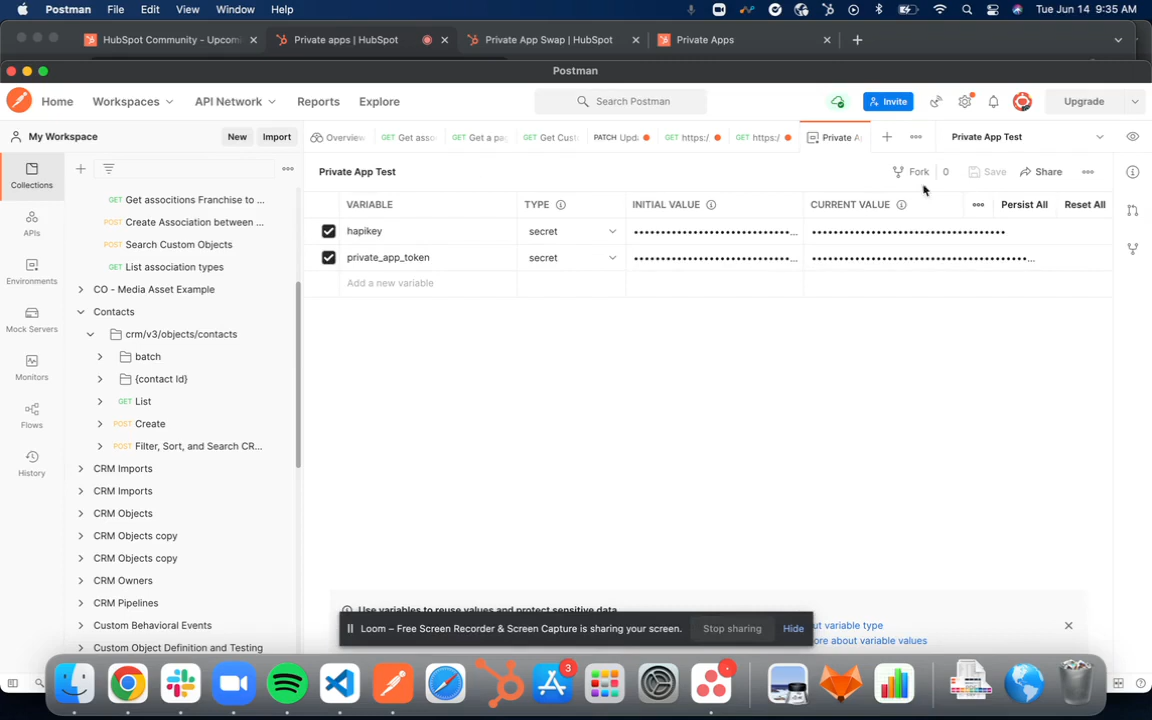 Postman File Edit View Window Help Tue Jun 14 9:35 AM
HubSpot Community - Upcomi Private apps | HubSpot Private App Swap | HubSpot Private Apps
Postman
Home Workspaces API Network Reports Explore Search Postman Invite Upgrade
My Workspace New Import Overview GET Get asso GET Get a pa GET Get Cust PATCH Upda GET https:/ GET https:/ Private A Private App Test
Collections
APIs
Environments
Mock Servers
Monitors
Flows
History
GET Get associtions Franchise to ...
POST Create Association between ...
POST Search Custom Objects
GET List association types
CO - Media Asset Example
Contacts
crm/v3/objects/contacts
batch
{contact Id}
GET List
POST Create
POST Filter, Sort, and Search CR...
CRM Imports
CRM Imports
CRM Objects
CRM Objects copy
CRM Objects copy
CRM Owners
CRM Pipelines
Custom Behavioral Events
Custom Object Definition and Testing
Private App Test Fork 0 Save Share
VARIABLE TYPE INITIAL VALUE CURRENT VALUE Persist All Reset All
hapikey secret
private_app_token secret
Add a new variable
Use variables to reuse values and protect sensitive data
ut variable type
ore about variable values
Loom – Free Screen Recorder & Screen Capture is sharing your screen. Stop sharing Hide
3